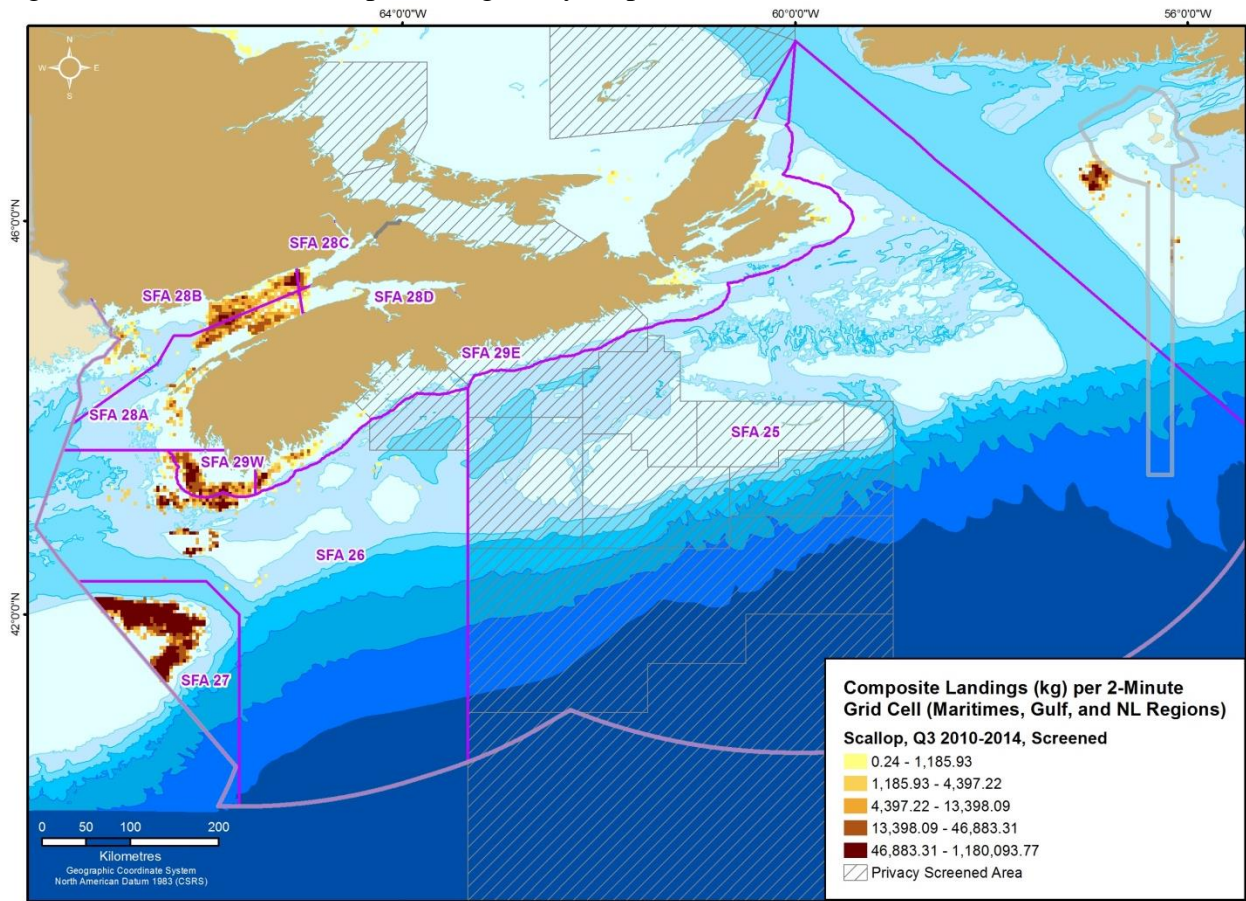 64°0'0"W
60°0'0"W
56°0'0"W
N
W E
S
46°0'0"N
SFA 28C
SFA 28B
SFA 28D
SFA 29E
SFA 28A
SFA 25
SFA 29W
SFA 26
42°0'0"N
SFA 27
Composite Landings (kg) per 2-Minute
Grid Cell (Maritimes, Gulf, and NL Regions)
Scallop, Q3 2010-2014, Screened
0.24 - 1,185.93
1,185.93 - 4,397.22
4,397.22 - 13,398.09
13,398.09 - 46,883.31
46,883.31 - 1,180,093.77
Privacy Screened Area
0 50 100 200
Kilometres
Geographic Coordinate System
North American Datum 1983 (CSRS)